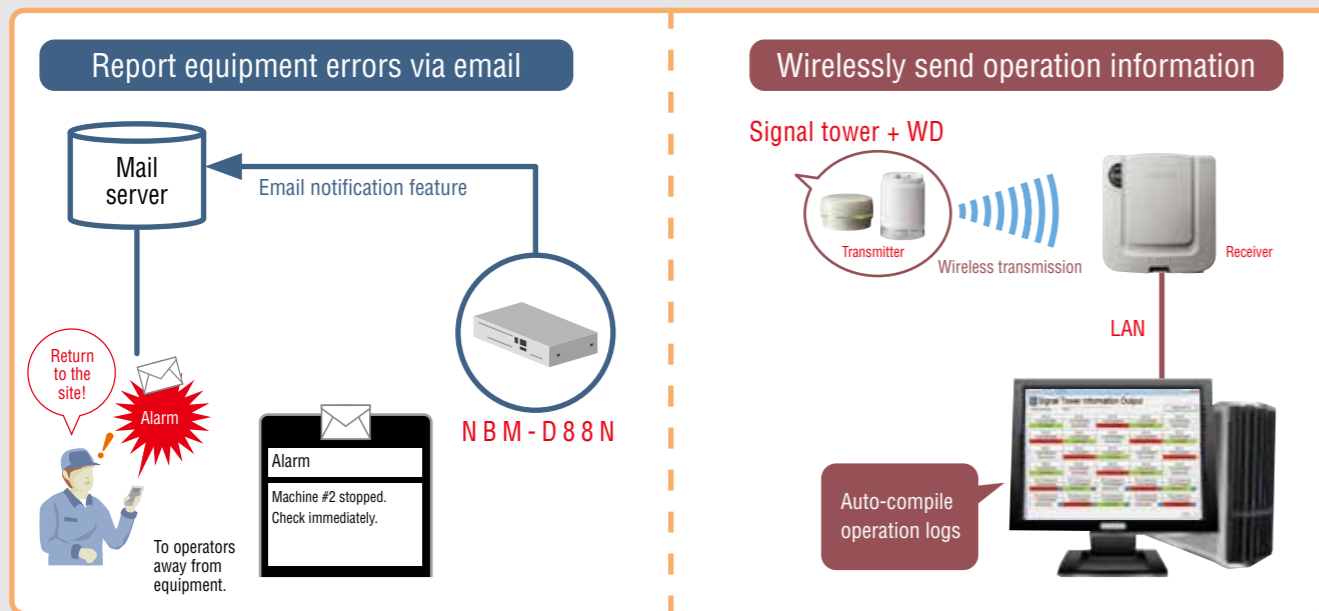 Report equipment errors via email
Mail
server
Email notification feature
NBM-D88N
Return
to the
site!
Alarm
Alarm
Machine #2 stopped.
Check immediately.
To operators
away from
equipment.
Wirelessly send operation information
Signal tower + WD
Transmitter
Wireless transmission
Receiver
LAN
Signal Tower Information Output
Auto-compile
operation logs